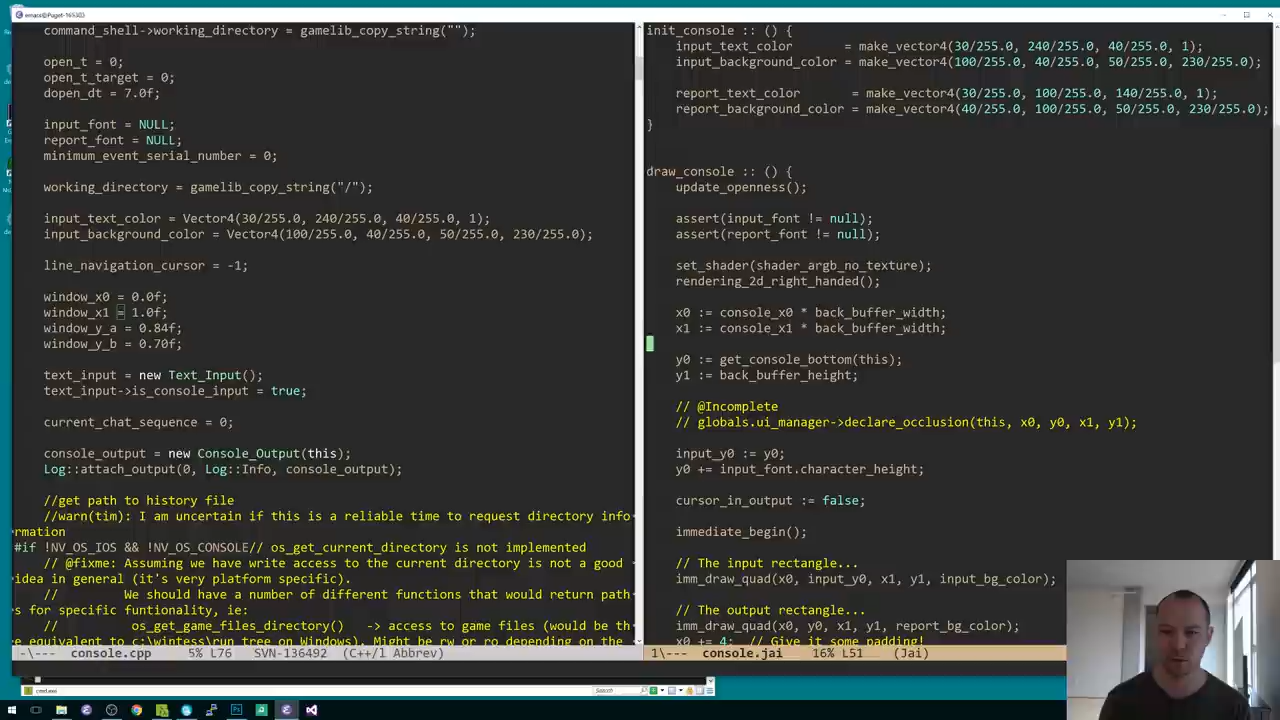 emacs@Puget-165303
command_shell->working_directory = gamelib_copy_string("");
open_t = 0;
open_t_target = 0;
dopen_dt = 7.0f;
input_font = NULL;
report_font = NULL;
minimum_event_serial_number = 0;
working_directory = gamelib_copy_string("/");
input_text_color = Vector4(30/255.0, 240/255.0, 40/255.0, 1);
input_background_color = Vector4(100/255.0, 40/255.0, 50/255.0, 230/255.0);
line_navigation_cursor = -1;
window_x0 = 0.0f;
window_x1 = 1.0f;
window_y_a = 0.84f;
window_y_b = 0.70f;
text_input = new Text_Input();
text_input->is_console_input = true;
current_chat_sequence = 0;
console_output = new Console_Output(this);
Log::attach_output(0, Log::Info, console_output);
//get path to history file
//warn(tim): I am uncertain if this is a reliable time to request directory info
rmation
#if !NV_OS_IOS && !NV_OS_CONSOLE// os_get_current_directory is not implemented
// @fixme: Assuming we have write access to the current directory is not a good
idea in general (it's very platform specific).
// We should have a number of different functions that would return path
s for specific funtionality, ie:
// os_get_game_files_directory() -> access to game files (would be th
e equivalent to c:\wintess\run tree on Windows). Might be rw or ro depending on the
-\--- console.cpp 5% L76 SVN-136492 (C++/l Abbrev)
init_console :: () {
input_text_color = make_vector4(30/255.0, 240/255.0, 40/255.0, 1);
input_background_color = make_vector4(100/255.0, 40/255.0, 50/255.0, 230/255.0);
report_text_color = make_vector4(30/255.0, 100/255.0, 140/255.0, 1);
report_background_color = make_vector4(40/255.0, 100/255.0, 50/255.0, 230/255.0);
}
draw_console :: () {
update_openness();
assert(input_font != null);
assert(report_font != null);
set_shader(shader_argb_no_texture);
rendering_2d_right_handed();
x0 := console_x0 * back_buffer_width;
x1 := console_x1 * back_buffer_width;
y0 := get_console_bottom(this);
y1 := back_buffer_height;
// @Incomplete
// globals.ui_manager->declare_occlusion(this, x0, y0, x1, y1);
input_y0 := y0;
y0 += input_font.character_height;
cursor_in_output := false;
immediate_begin();
// The input rectangle...
imm_draw_quad(x0, input_y0, x1, y1, input_bg_color);
// The output rectangle...
imm_draw_quad(x0, y0, x1, y1, report_bg_color);
x0 += 4; // Give it some padding!
1\--- console.jai 16% L51 (Jai)
cmd.exe
Search